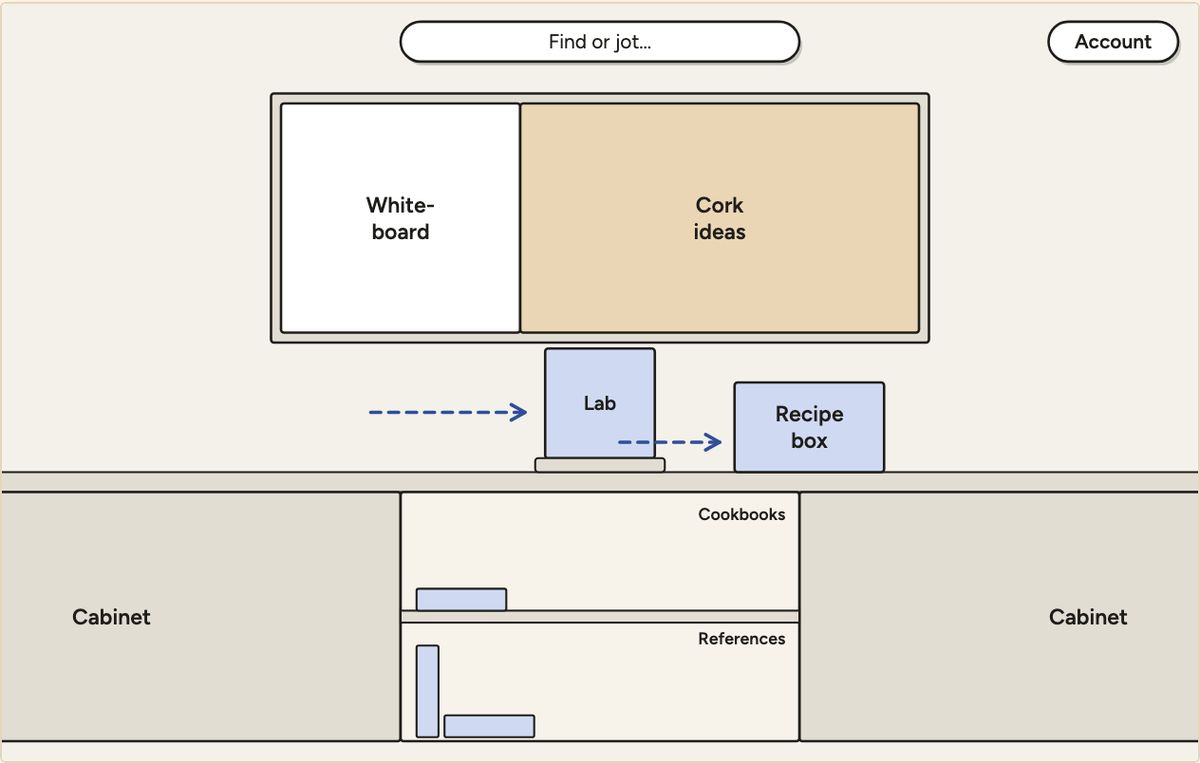 Find or jot...
Account
White-
board
Cork
ideas
Lab
Recipe
box
Cookbooks
Cabinet
Cabinet
References